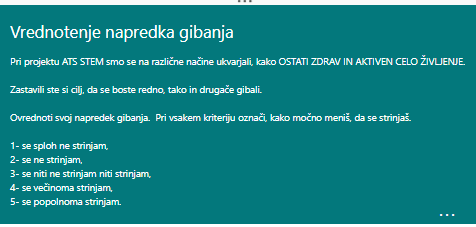 Vrednotenje napredka gibanja
Pri projektu ATS STEM smo se na različne načine ukvarjali, kako OSTATI ZDRAV IN AKTIVEN CELO ŽIVLJENJE.
Zastavili ste si cilj, da se boste redno, tako in drugače gibali.
Ovrednoti svoj napredek gibanja. Pri vsakem kriteriju označi, kako močno meniš, da se strinjaš.
1- se sploh ne strinjam,
2- se ne strinjam,
3- se niti ne strinjam niti strinjam,
4- se večinoma strinjam,
5- se popolnoma strinjam.